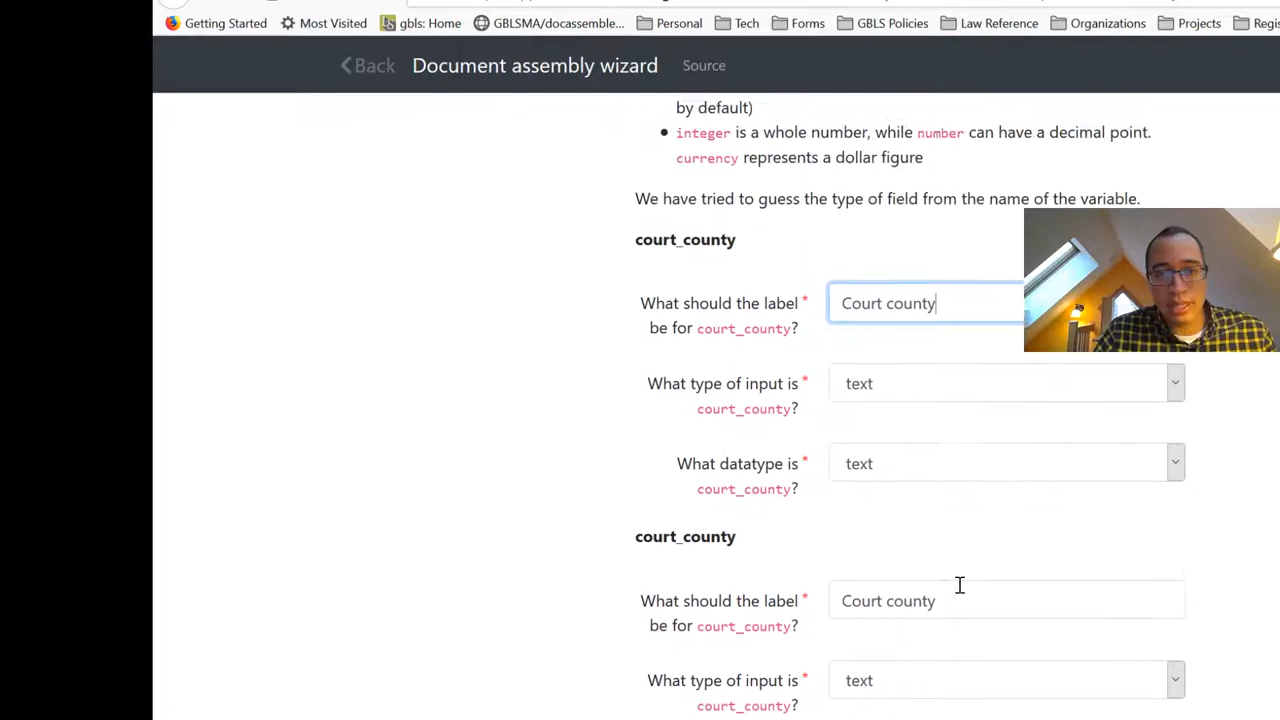 Getting Started Most Visited gbls: Home GBLSMA/docassemble... Personal Tech Forms GBLS Policies Law Reference Organizations Projects Regis
Back Document assembly wizard Source
by default)
integer is a whole number, while number can have a decimal point.
currency represents a dollar figure
We have tried to guess the type of field from the name of the variable.
court_county
What should the label * Court county
be for court_county?
What type of input is * text
court_county?
What datatype is * text
court_county?
court_county
What should the label * Court county
be for court_county?
What type of input is * text
court_county?